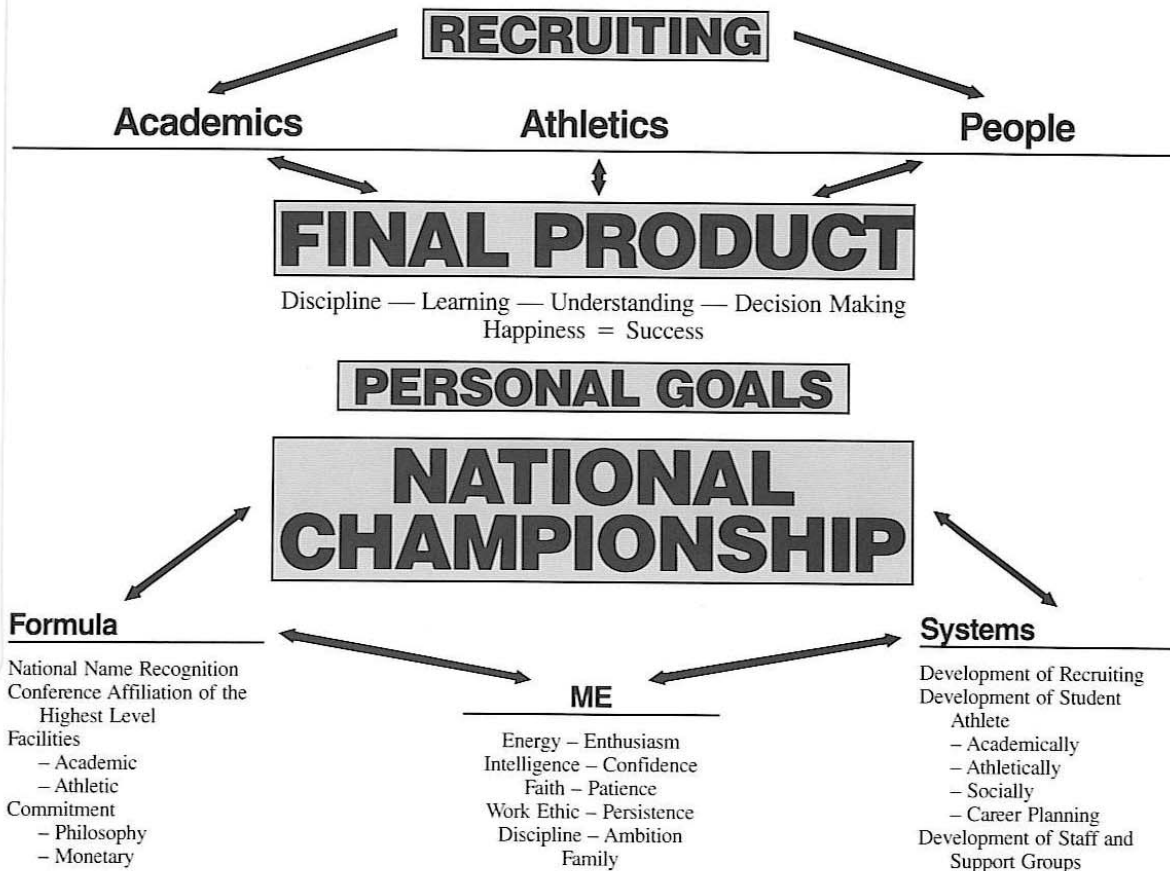 RECRUITING
Academics
Athletics
People
FINAL PRODUCT
Discipline — Learning — Understanding — Decision Making
Happiness = Success
PERSONAL GOALS
NATIONAL
CHAMPIONSHIP
Formula
National Name Recognition
Conference Affiliation of the
Highest Level
Facilities
– Academic
– Athletic
Commitment
– Philosophy
– Monetary
ME
Energy – Enthusiasm
Intelligence – Confidence
Faith – Patience
Work Ethic – Persistence
Discipline – Ambition
Family
Systems
Development of Recruiting
Development of Student
Athlete
– Academically
– Athletically
– Socially
– Career Planning
Development of Staff and
Support Groups